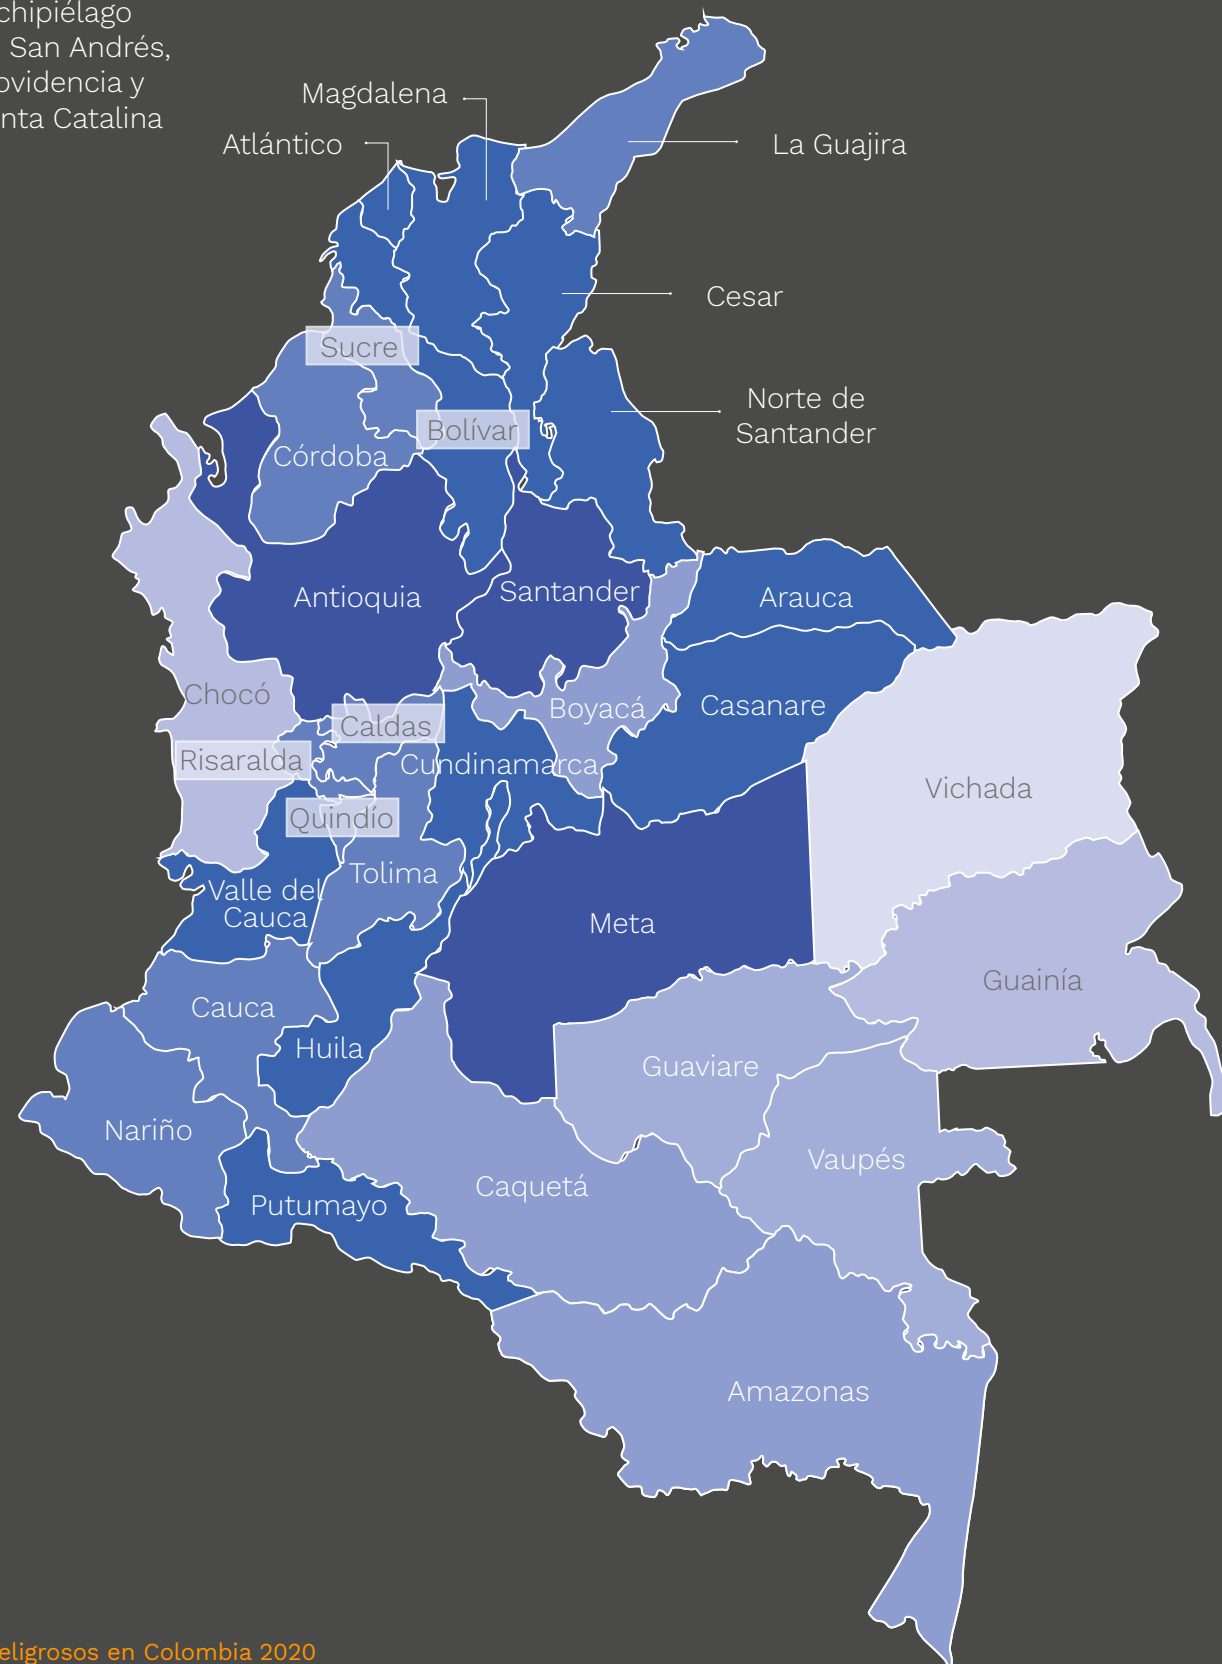 chipiélago
San Andrés,
ovidencia y
nta Catalina
Magdalena
Atlántico
La Guajira
Cesar
Sucre
Norte de
Santander
Bolívar
Córdoba
Antioquia
Santander
Arauca
Chocó
Boyacá
Casanare
Caldas
Risaralda
Cundinamarca
Vichada
Quindío
Tolima
Valle del
Cauca
Meta
Guainía
Cauca
Huila
Guaviare
Nariño
Vaupés
Caquetá
Putumayo
Amazonas
eligrosos en Colombia 2020